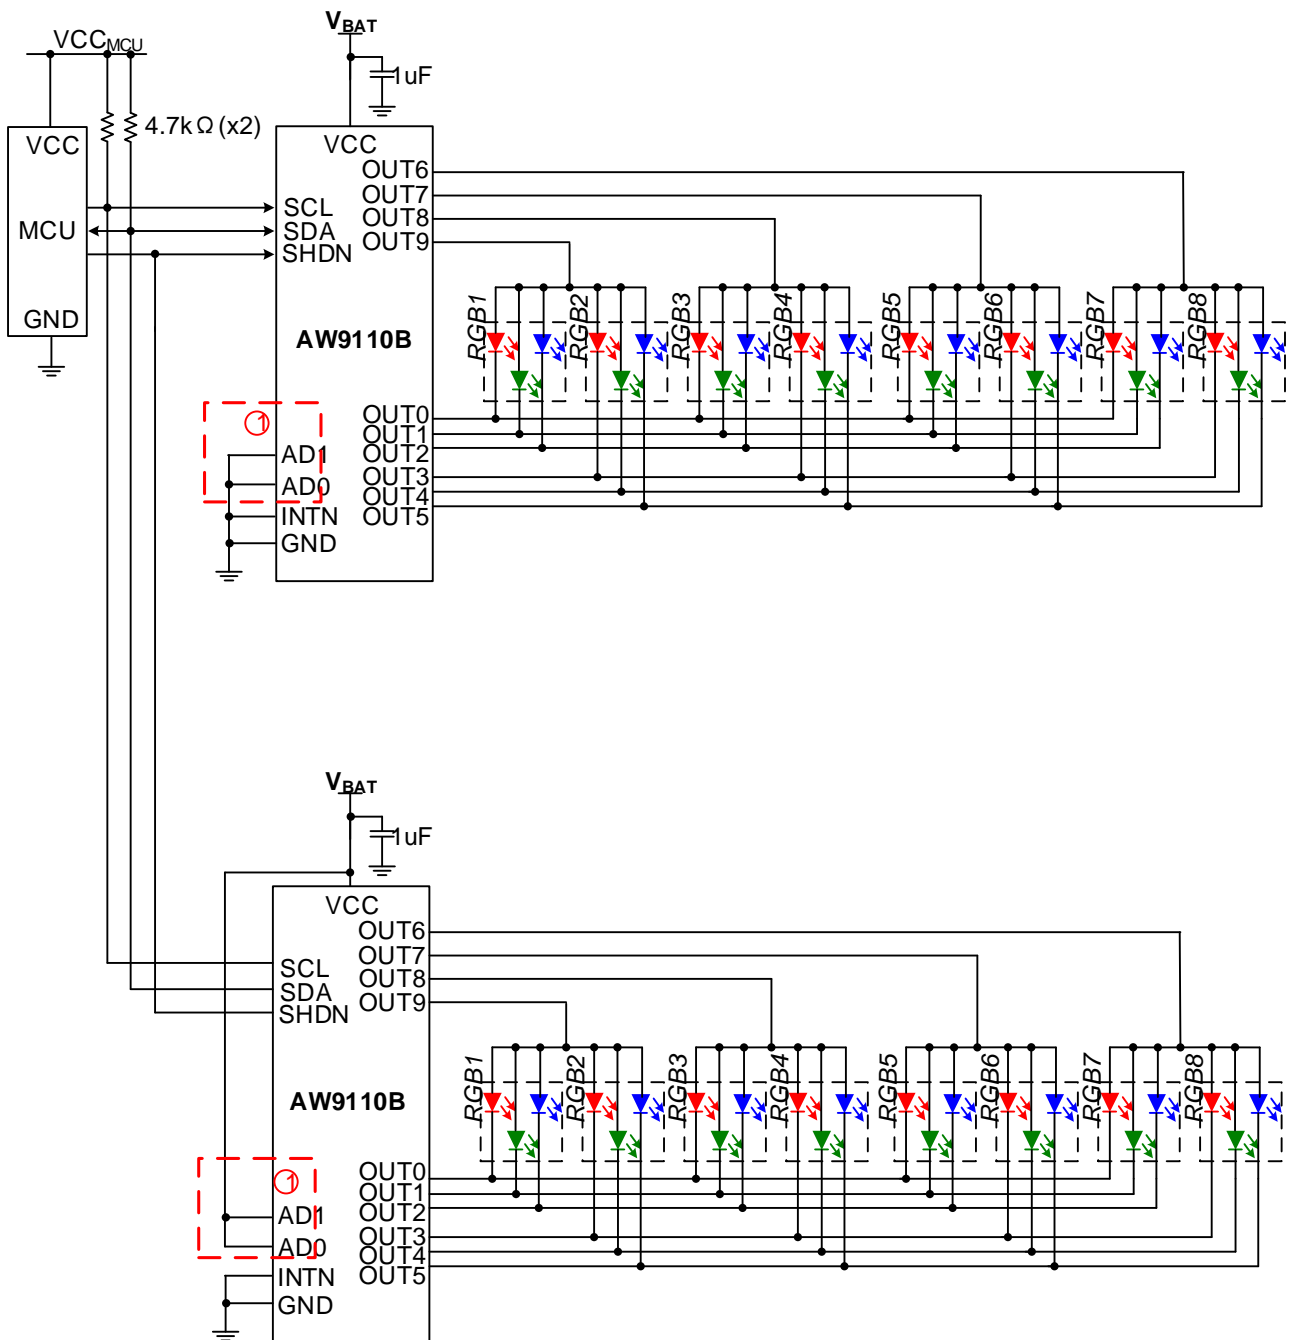 V_BAT
VCC_MCU
1uF
4.7kΩ(x2)
VCC
VCC
OUT6
OUT7
OUT8
OUT9
SCL
MCU
SDA
SHDN
GND
RGB1
RGB2
RGB3
RGB4
RGB5
RGB6
RGB7
RGB8
AW9110B
①
AD1
AD0
INTN
GND
OUT0
OUT1
OUT2
OUT3
OUT4
OUT5
V_BAT
1uF
VCC
OUT6
OUT7
OUT8
OUT9
SCL
SDA
SHDN
RGB1
RGB2
RGB3
RGB4
RGB5
RGB6
RGB7
RGB8
AW9110B
①
AD1
AD0
INTN
GND
OUT0
OUT1
OUT2
OUT3
OUT4
OUT5